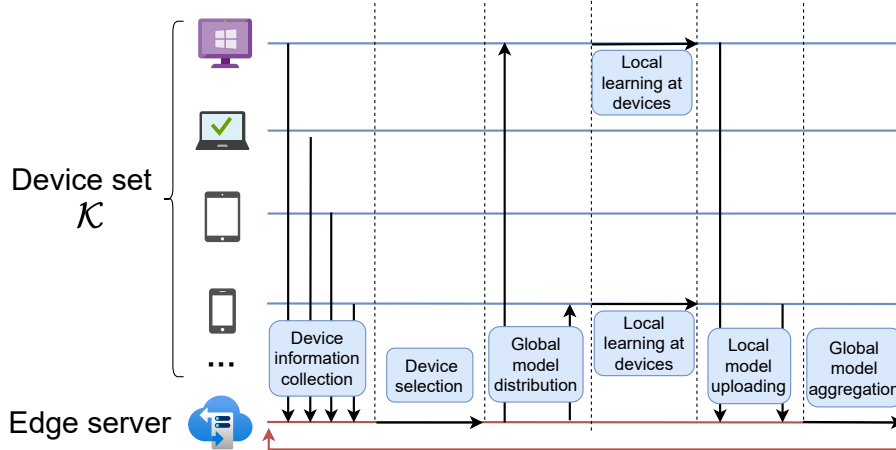 Device set
𝒦
Edge server
...
Device
information
collection
Device
selection
Global
model
distribution
Local
learning at
devices
Local
learning at
devices
Local
model
uploading
Global
model
aggregation